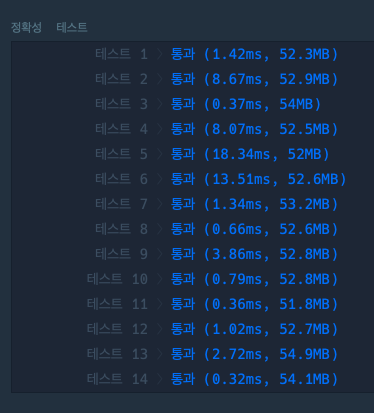 정확성 테스트
테스트 1 〉 통과 (1.42ms, 52.3MB)
테스트 2 〉 통과 (8.67ms, 52.9MB)
테스트 3 〉 통과 (0.37ms, 54MB)
테스트 4 〉 통과 (8.07ms, 52.5MB)
테스트 5 〉 통과 (18.34ms, 52MB)
테스트 6 〉 통과 (13.51ms, 52.6MB)
테스트 7 〉 통과 (1.34ms, 53.2MB)
테스트 8 〉 통과 (0.66ms, 52.6MB)
테스트 9 〉 통과 (3.86ms, 52.8MB)
테스트 10 〉 통과 (0.79ms, 52.8MB)
테스트 11 〉 통과 (0.36ms, 51.8MB)
테스트 12 〉 통과 (1.02ms, 52.7MB)
테스트 13 〉 통과 (2.72ms, 54.9MB)
테스트 14 〉 통과 (0.32ms, 54.1MB)